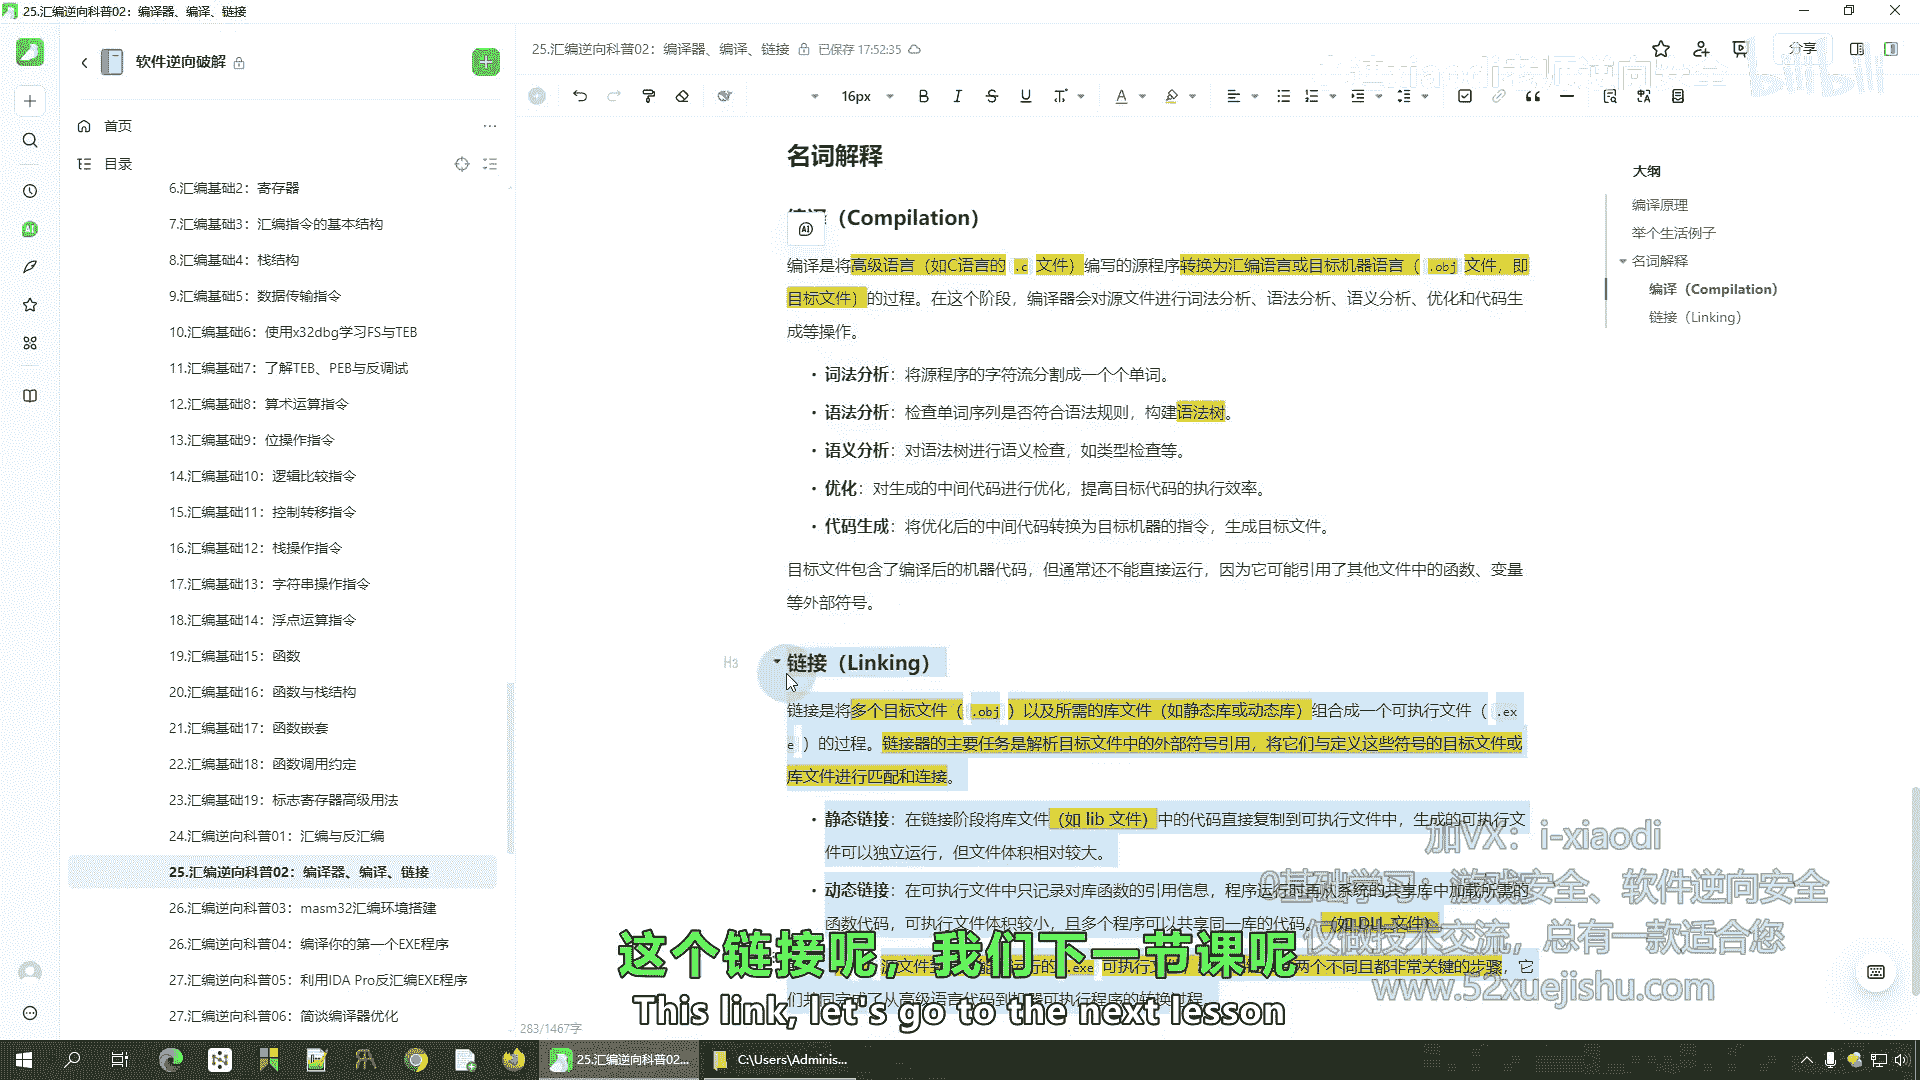 25.汇编逆向科普02：编译器、编译、链接
软件逆向破解
首页
目录
6.汇编基础2：寄存器
7.汇编基础3：汇编指令的基本结构
8.汇编基础4：栈结构
9.汇编基础5：数据传输指令
10.汇编基础6：使用x32dbg学习FS与TEB
11.汇编基础7：了解TEB、PEB与反调试
12.汇编基础8：算术运算指令
13.汇编基础9：位操作指令
14.汇编基础10：逻辑比较指令
15.汇编基础11：控制转移指令
16.汇编基础12：栈操作指令
17.汇编基础13：字符串操作指令
18.汇编基础14：浮点运算指令
19.汇编基础15：函数
20.汇编基础16：函数与栈结构
21.汇编基础17：函数嵌套
22.汇编基础18：函数调用约定
23.汇编基础19：标志寄存器高级用法
24.汇编逆向科普01：汇编与反汇编
25.汇编逆向科普02：编译器、编译、链接
26.汇编逆向科普03：masm32汇编环境搭建
26.汇编逆向科普04：编译你的第一个EXE程序
27.汇编逆向科普05：利用IDA Pro反汇编EXE程序
27.汇编逆向科普06：简谈编译器优化
25.汇编逆向科普02：编译器、编译、链接 已保存 17:52:35
分享
bilibili
16px
名词解释
（Compilation）
编译是将高级语言（如C语言的 .c 文件）编写的源程序转换为汇编语言或目标机器语言（ .obj 文件，即
目标文件）的过程。在这个阶段，编译器会对源文件进行词法分析、语法分析、语义分析、优化和代码生
成等操作。
• 词法分析：将源程序的字符流分割成一个个单词。
• 语法分析：检查单词序列是否符合语法规则，构建语法树。
• 语义分析：对语法树进行语义检查，如类型检查等。
• 优化：对生成的中间代码进行优化，提高目标代码的执行效率。
• 代码生成：将优化后的中间代码转换为目标机器的指令，生成目标文件。
目标文件包含了编译后的机器代码，但通常还不能直接运行，因为它可能引用了其他文件中的函数、变量
等外部符号。
H3 链接（Linking）
链接是将多个目标文件（ .obj ）以及所需的库文件（如静态库或动态库）组合成一个可执行文件（ .ex
e ）的过程。链接器的主要任务是解析目标文件中的外部符号引用，将它们与定义这些符号的目标文件或
库文件进行匹配和连接。
• 静态链接：在链接阶段将库文件（如 lib 文件）中的代码直接复制到可执行文件中，生成的可执行文
件可以独立运行，但文件体积相对较大。
• 动态链接：在可执行文件中只记录对库函数的引用信息，程序运行时再从系统的共享库中加载所需的
函数代码，可执行文件体积较小，且多个程序可以共享同一库的代码。（如 DLL 文件）
.exe 可执行文 两个不同且都非常关键的步骤，它
们共同完成了从高级语言代码到机器可执行程序的转换过程
283/1467字
大纲
编译原理
举个生活例子
名词解释
编译（Compilation）
链接（Linking）
加VX：i-xiaodi
0基础学习：游戏安全、软件逆向安全
仅做技术交流，总有一款适合您
www.52xuejishu.com
这个链接呢，我们下一节课呢
This link, let's go to the next lesson
25.汇编逆向科普02...
C:\Users\Adminis...